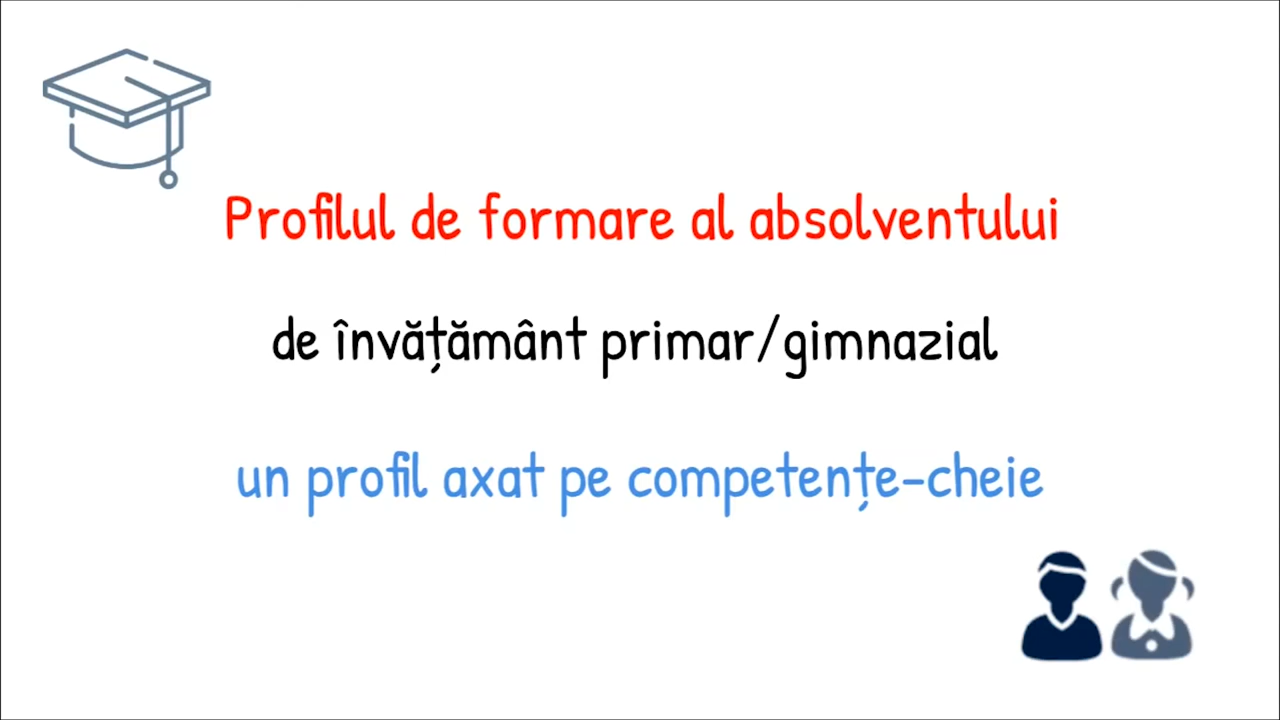 Profilul de formare al absolventului
de învățământ primar/gimnazial
un profil axat pe competențe-cheie